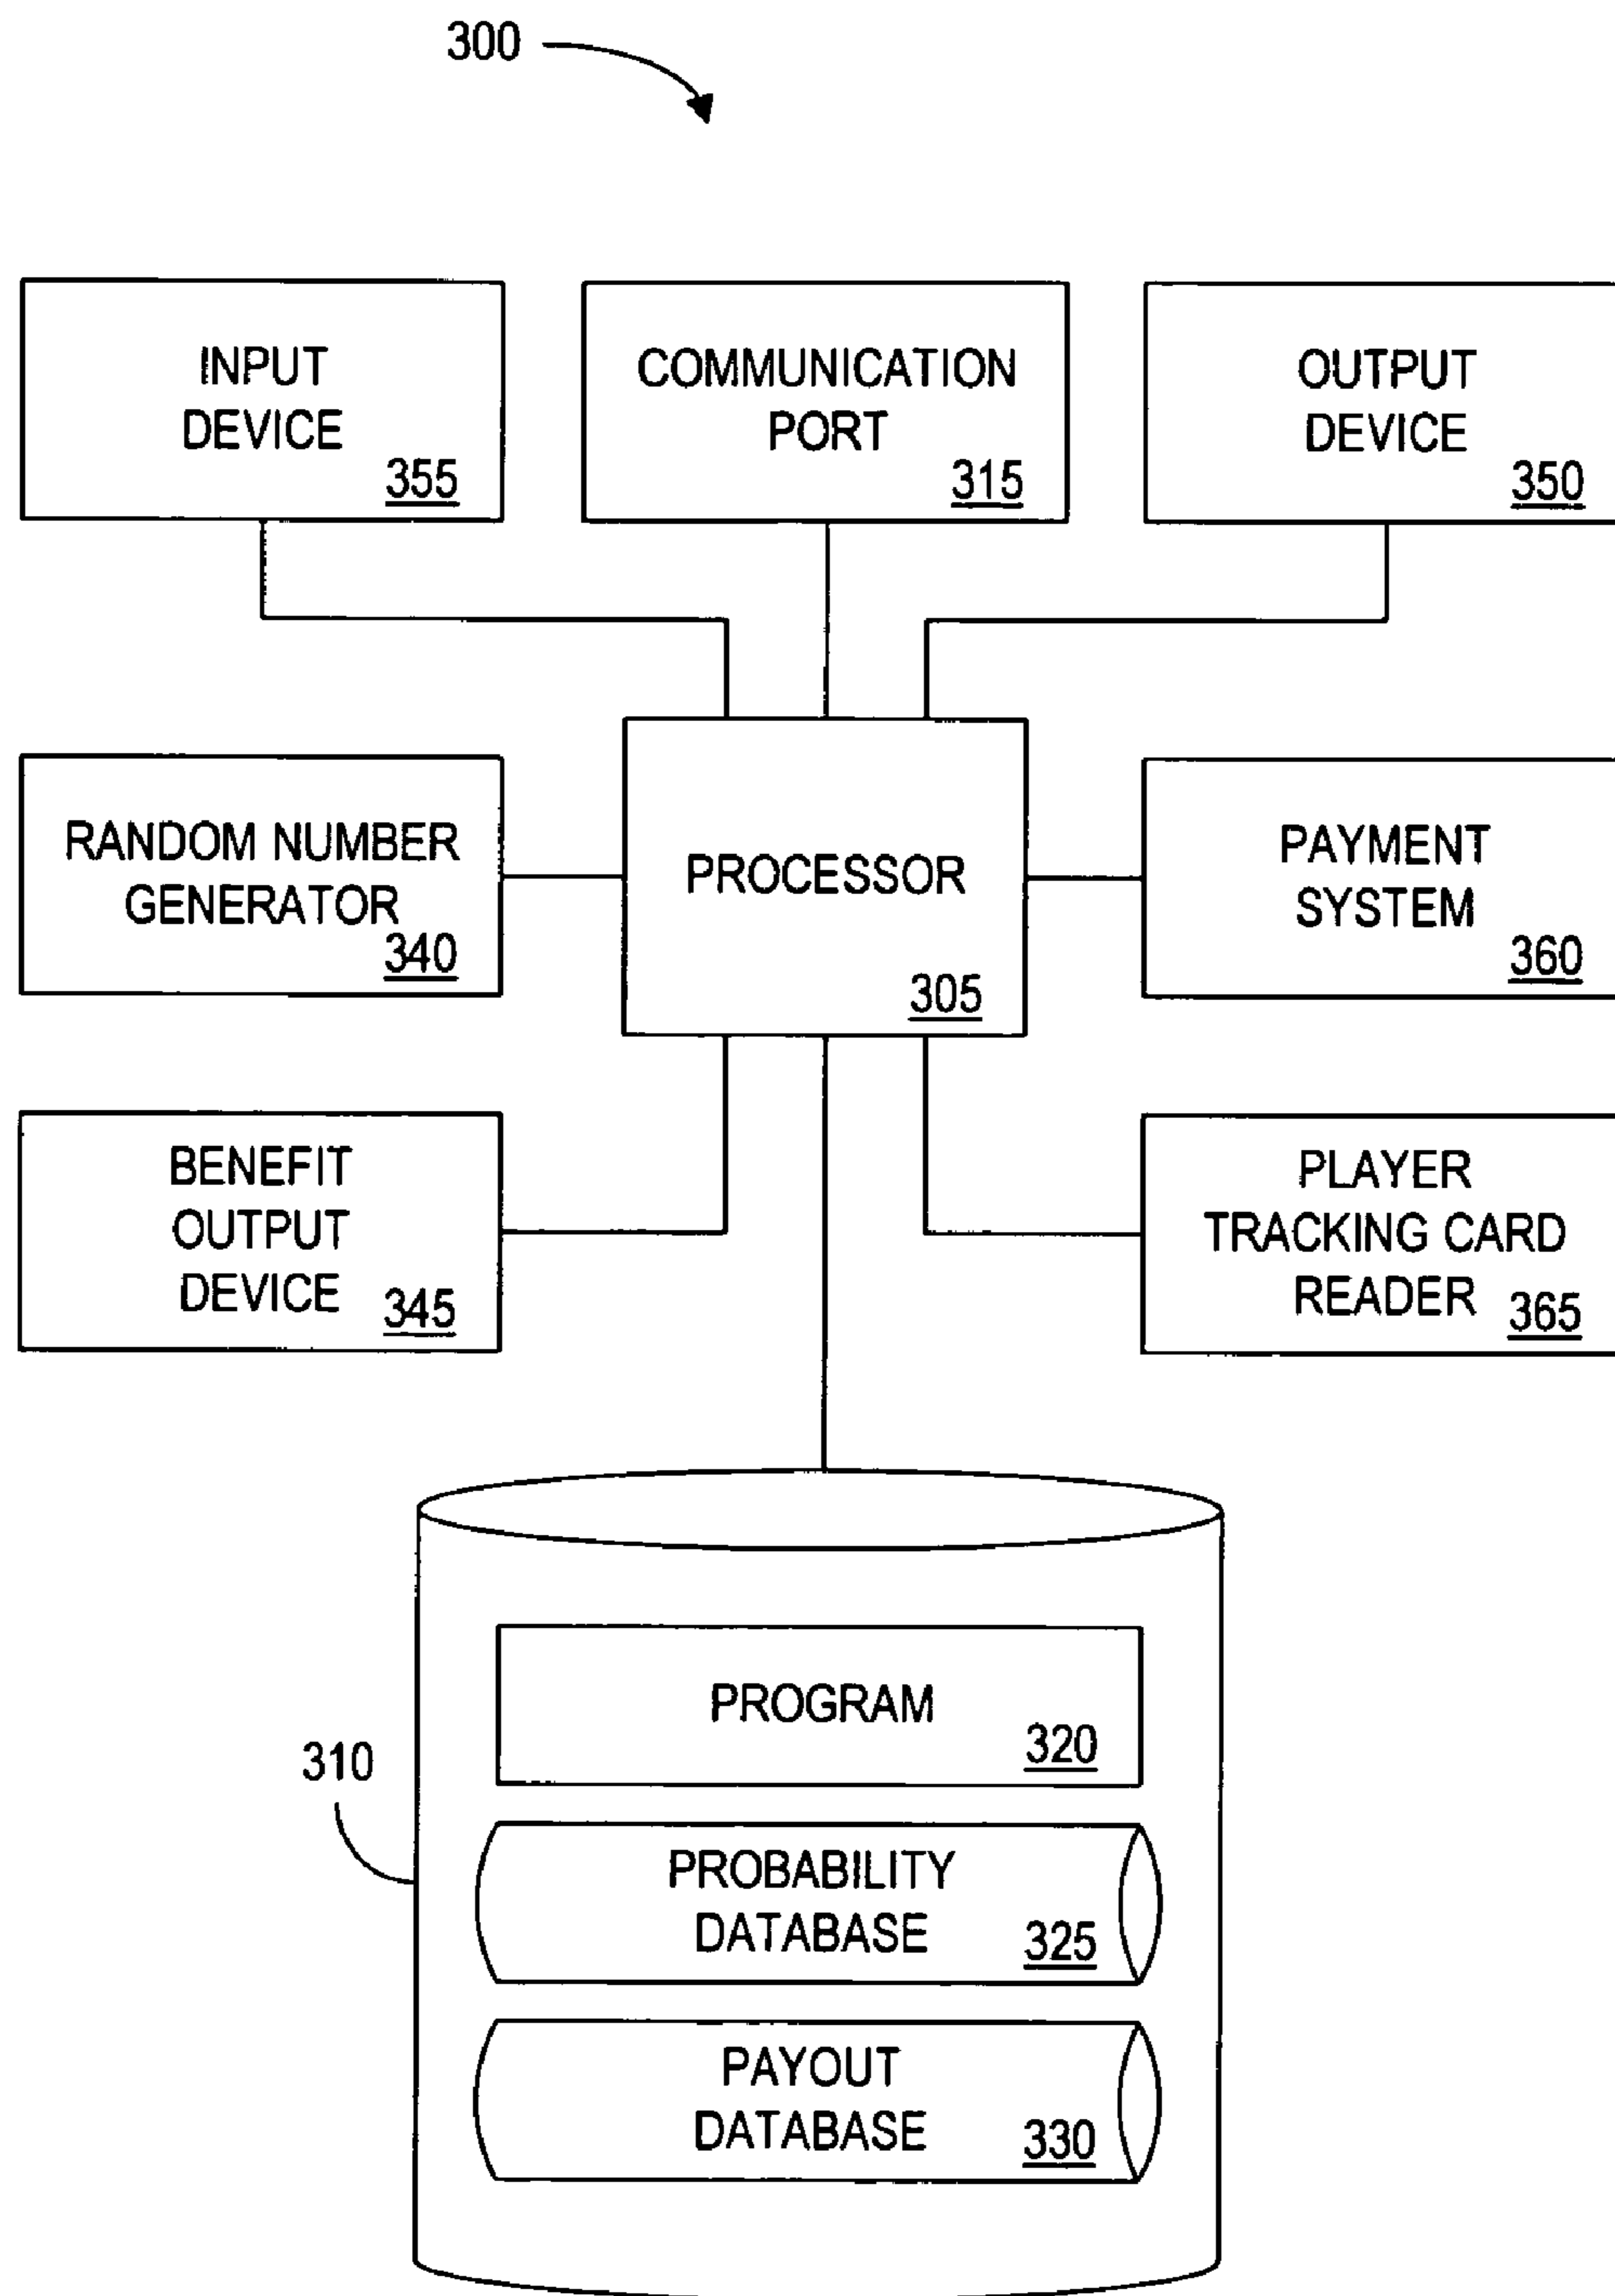 300
INPUT
DEVICE
355
COMMUNICATION
PORT
315
OUTPUT
DEVICE
350
RANDOM NUMBER
GENERATOR
340
PROCESSOR
305
PAYMENT
SYSTEM
360
BENEFIT
OUTPUT
DEVICE
345
PLAYER
TRACKING CARD
READER
365
310
PROGRAM
320
PROBABILITY
DATABASE
325
PAYOUT
DATABASE
330